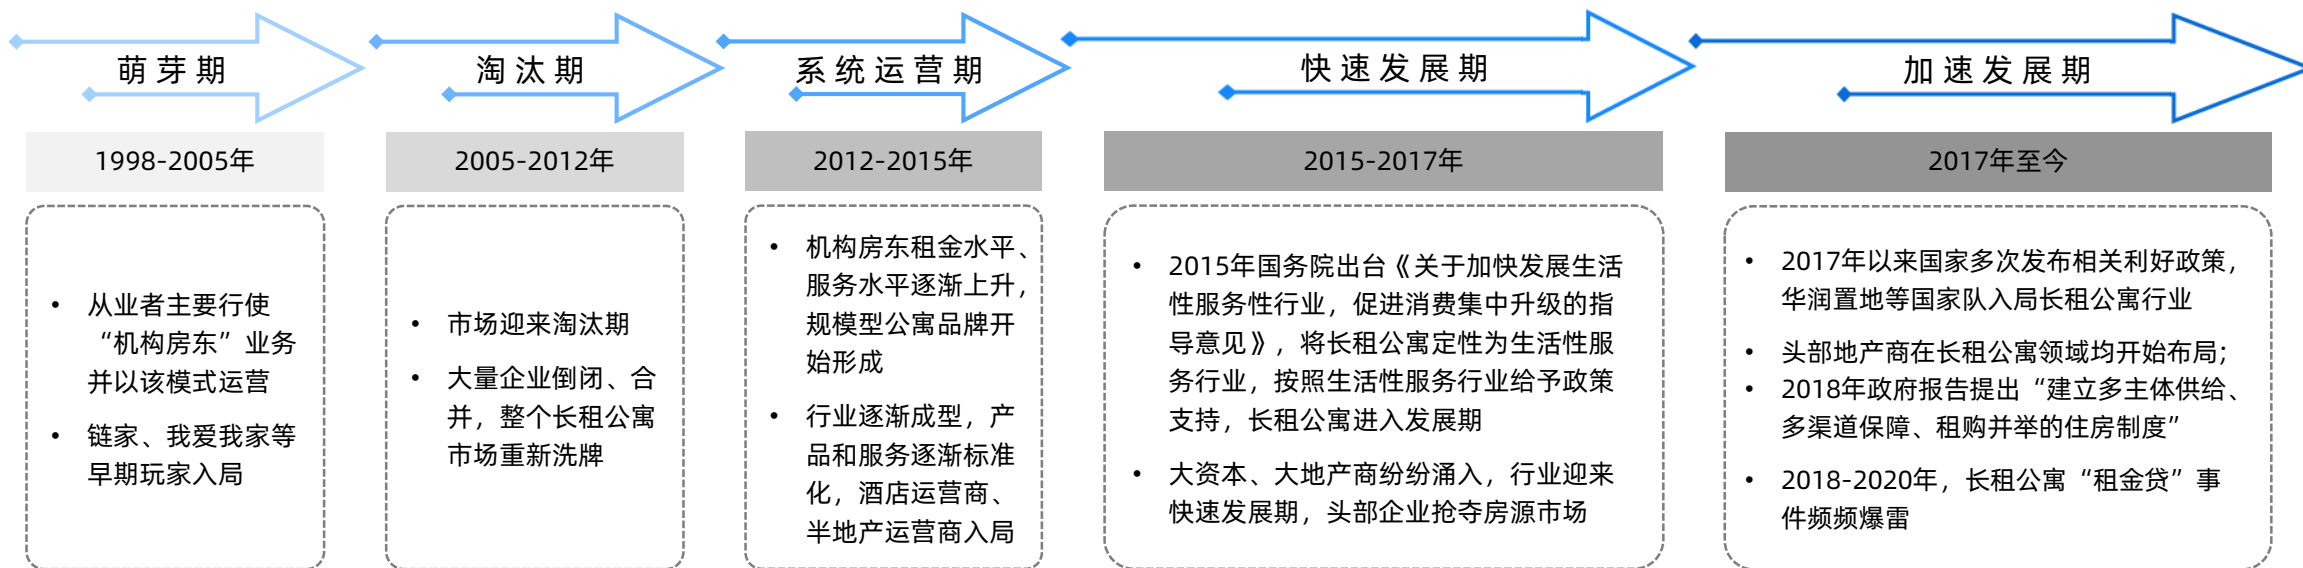 萌芽期
淘汰期
系统运营期
快速发展期
加速发展期
1998-2005年
2005-2012年
2012-2015年
2015-2017年
2017年至今
• 从业者主要行使
“机构房东”业务
并以该模式运营
• 链家、我爱我家等
早期玩家入局
• 市场迎来淘汰期
• 大量企业倒闭、合
并，整个长租公寓
市场重新洗牌
• 机构房东租金水平、
服务水平逐渐上升，
规模型公寓品牌开
始形成
• 行业逐渐成型，产
品和服务逐渐标准
化，酒店运营商、
半地产运营商入局
• 2015年国务院出台《关于加快发展生活
性服务性行业，促进消费集中升级的指
导意见》，将长租公寓定性为生活性服
务行业，按照生活性服务行业给予政策
支持，长租公寓进入发展期
• 大资本、大地产商纷纷涌入，行业迎来
快速发展期，头部企业抢夺房源市场
• 2017年以来国家多次发布相关利好政策，
华润置地等国家队入局长租公寓行业
• 头部地产商在长租公寓领域均开始布局；
• 2018年政府报告提出“建立多主体供给、
多渠道保障、租购并举的住房制度”
• 2018-2020年，长租公寓“租金贷”事
件频频爆雷